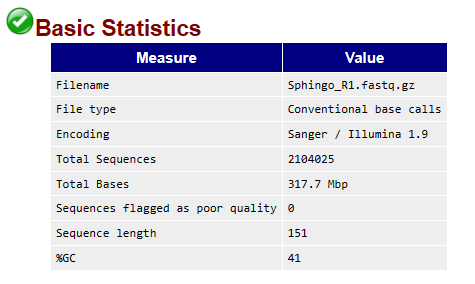 Basic Statistics
Measure Value
Filename Sphingo_R1.fastq.gz
File type Conventional base calls
Encoding Sanger / Illumina 1.9
Total Sequences 2104025
Total Bases 317.7 Mbp
Sequences flagged as poor quality 0
Sequence length 151
%GC 41